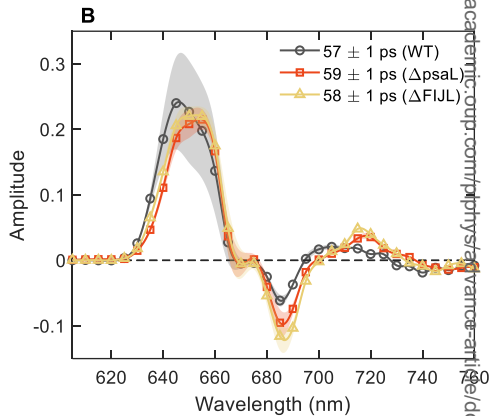 B
57 ± 1 ps (WT)
59 ± 1 ps (ΔpsaL)
58 ± 1 ps (ΔFIJL)
0.3
0.2
0.1
0
-0.1
Amplitude
620 640 660 680 700 720 740 760
Wavelength (nm)
academic.oup.com/plphys/advance-article/do